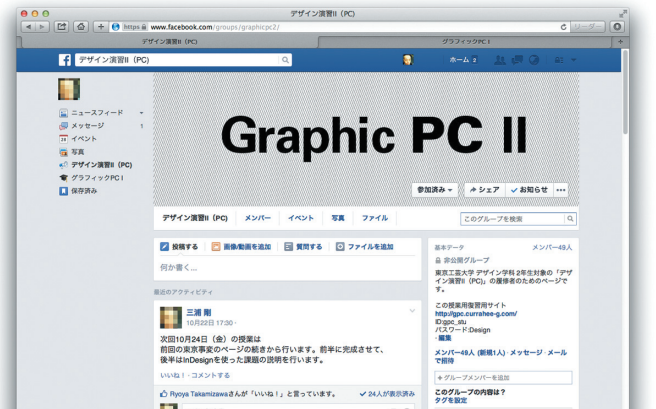 デザイン演習II（PC）
https www.facebook.com/groups/graphicpc2/
リーダー
デザイン演習II（PC）
グラフィックPC I
デザイン演習II（PC）
ホーム 2
ニュースフィード
メッセージ 1
イベント
写真
デザイン演習II（PC）
グラフィックPC I
保存済み
Graphic PC II
参加済み
シェア
お知らせ
デザイン演習II（PC）
メンバー
イベント
写真
ファイル
このグループを検索
投稿する
画像/動画を追加
質問する
ファイルを追加
何か書く...
最近のアクティビティ
三浦 剛
10月22日 17:30 ·
次回10月24日（金）の授業は
前回の東京事変のページの続きから行います。前半に完成させて、
後半はInDesignを使った課題の説明を行います。
いいね！ · コメントする
Ryoya Takamizawaさんが「いいね！」と言っています。
24人が表示済み
基本データ
メンバー49人
非公開グループ
東京工芸大学 デザイン学科 2年生対象の「デザ
イン演習II（PC)」の履修者のためのページで
す。
この授業用復習用サイト
http://gpc.currahee-g.com/
ID:gpc_stu
パスワード:Design
· 編集
メンバー49人 (新規1人) · メッセージ · メール
で招待
+ グループメンバーを追加
このグループの内容は？
タグを設定